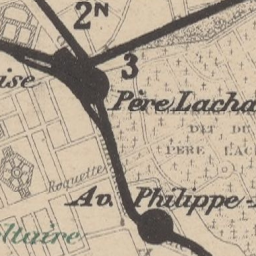 2N
3
ise
Père Lacha
DIT DU
PÈRE LAC
Roquette
Av. Philippe-
ltaire